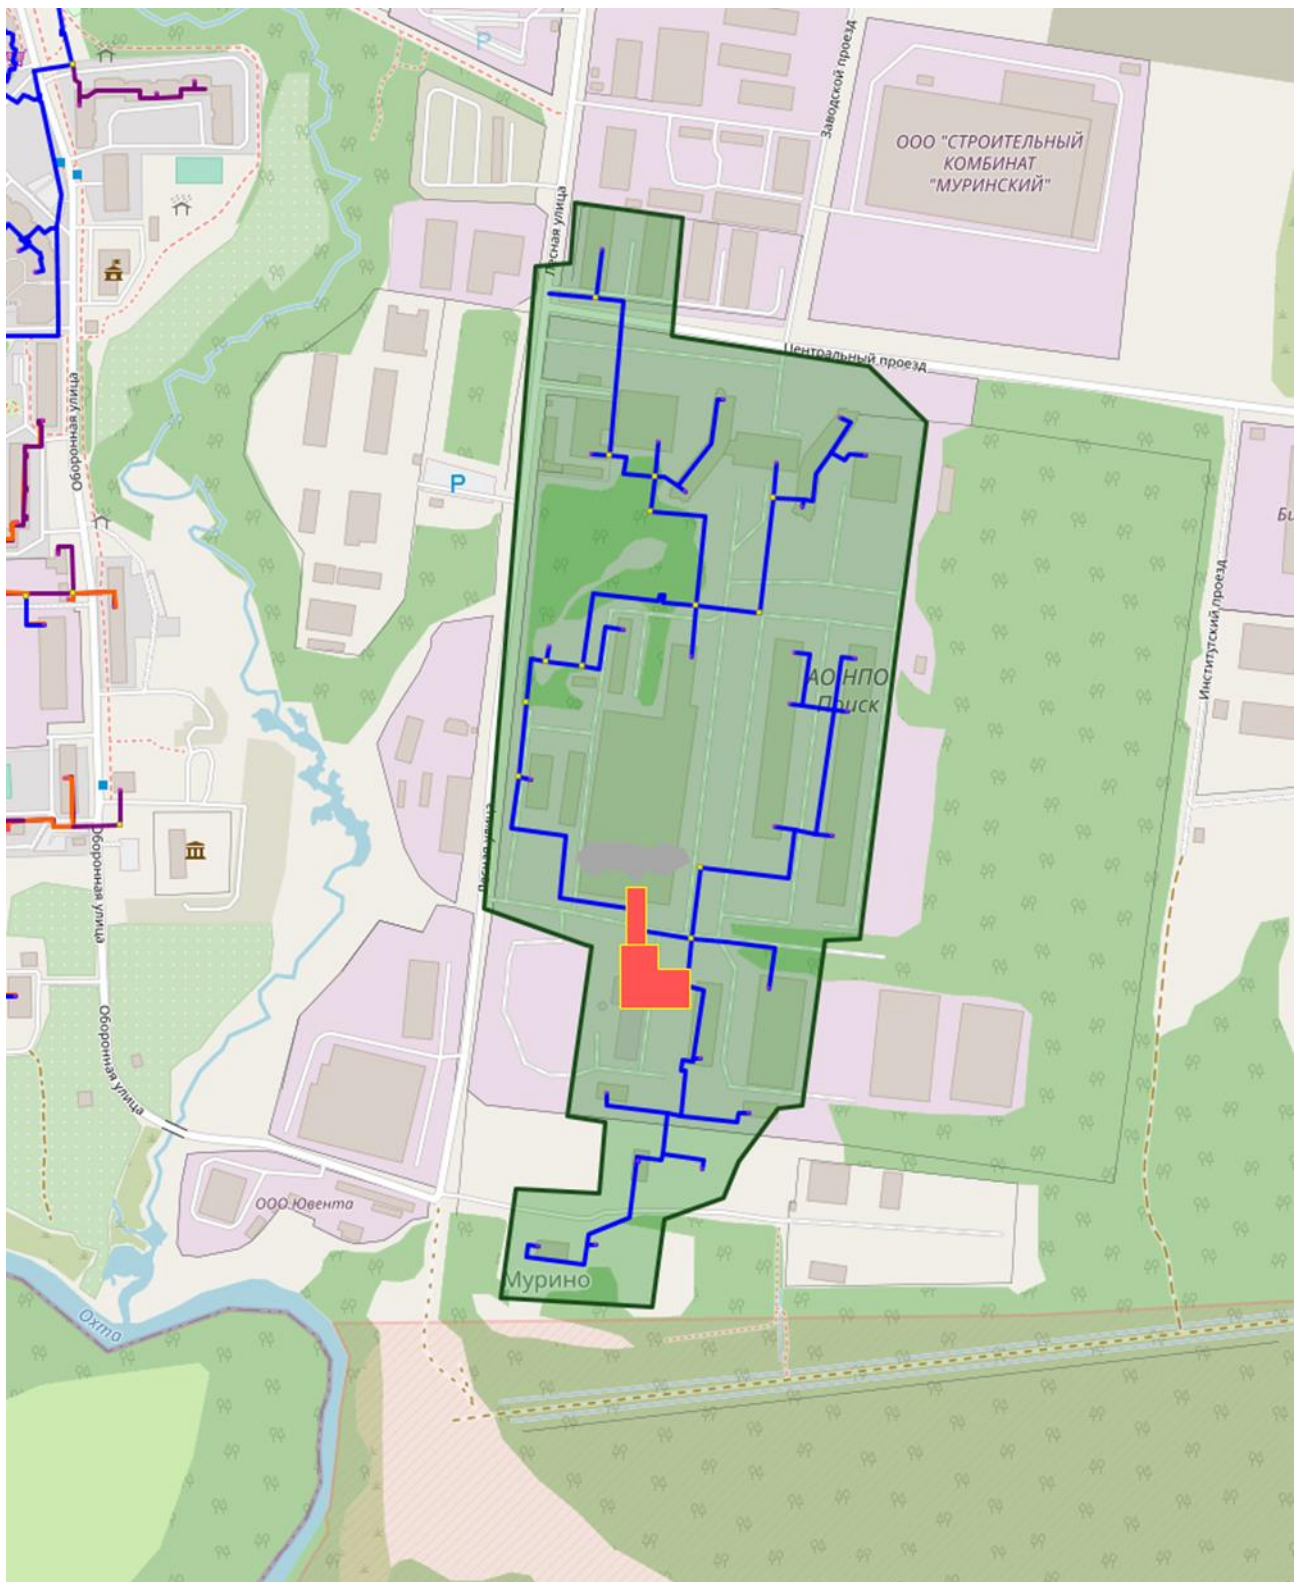 P
Заводской проезд
ООО "СТРОИТЕЛЬНЫЙ
КОМБИНАТ
"МУРИНСКИЙ"
Лесная улица
Центральный проезд
Оборонная улица
P
Институтский проезд
АО НПО
Поиск
Лесная улица
Оборонная улица
Оборонная улица
ООО Ювента
Мурино
Охта